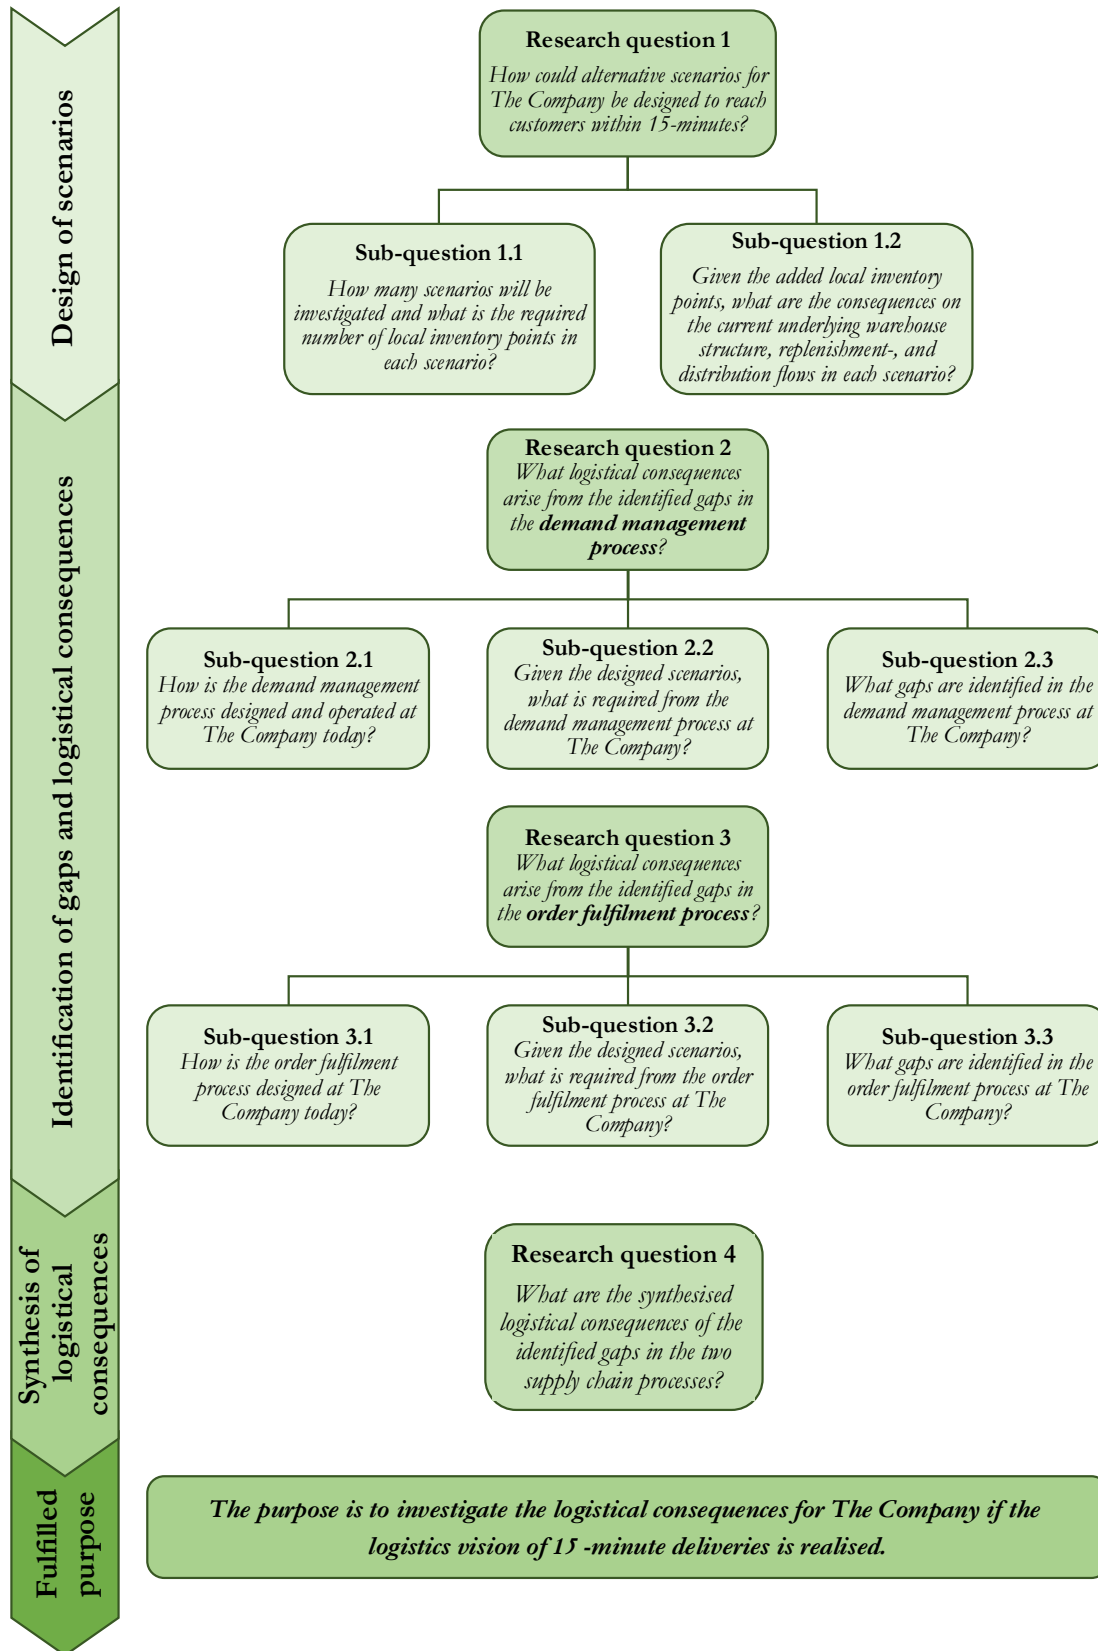 Design of scenarios
Research question 1
How could alternative scenarios for
The Company be designed to reach
customers within 15-minutes?
Sub-question 1.1
How many scenarios will be
investigated and what is the required
number of local inventory points in
each scenario?
Sub-question 1.2
Given the added local inventory
points, what are the consequences on
the current underlying warehouse
structure, replenishment-, and
distribution flows in each scenario?
Identification of gaps and logistical consequences
Research question 2
What logistical consequences
arise from the identified gaps in
the demand management
process?
Sub-question 2.1
How is the demand management
process designed and operated at
The Company today?
Sub-question 2.2
Given the designed scenarios,
what is required from the
demand management process at
The Company?
Sub-question 2.3
What gaps are identified in the
demand management process at
The Company?
Research question 3
What logistical consequences
arise from the identified gaps in
the order fulfilment process?
Sub-question 3.1
How is the order fulfilment
process designed at The
Company today?
Sub-question 3.2
Given the designed scenarios,
what is required from the order
fulfilment process at The
Company?
Sub-question 3.3
What gaps are identified in the
order fulfilment process at The
Company?
Synthesis of
logistical
consequences
Research question 4
What are the synthesised
logistical consequences of the
identified gaps in the two
supply chain processes?
Fulfilled
purpose
The purpose is to investigate the logistical consequences for The Company if the
logistics vision of 15 -minute deliveries is realised.